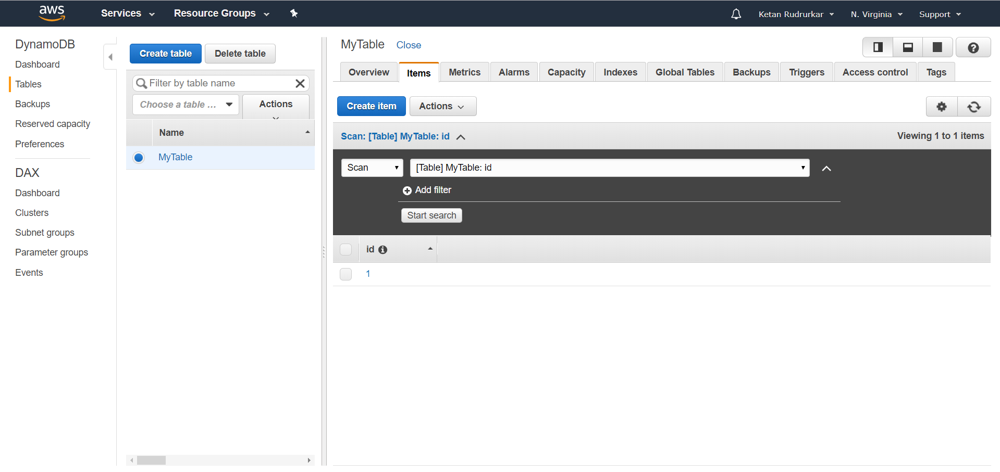 aws
Services
Resource Groups
Ketan Rudrurkar
N. Virginia
Support
DynamoDB
Dashboard
Tables
Backups
Reserved capacity
Preferences
DAX
Dashboard
Clusters
Subnet groups
Parameter groups
Events
Create table
Delete table
Filter by table name
Choose a table ...
Actions
Name
MyTable
MyTable Close
Overview Items Metrics Alarms Capacity Indexes Global Tables Backups Triggers Access control Tags
Create item
Actions
Scan: [Table] MyTable: id
Viewing 1 to 1 items
Scan
[Table] MyTable: id
Add filter
Start search
id
1